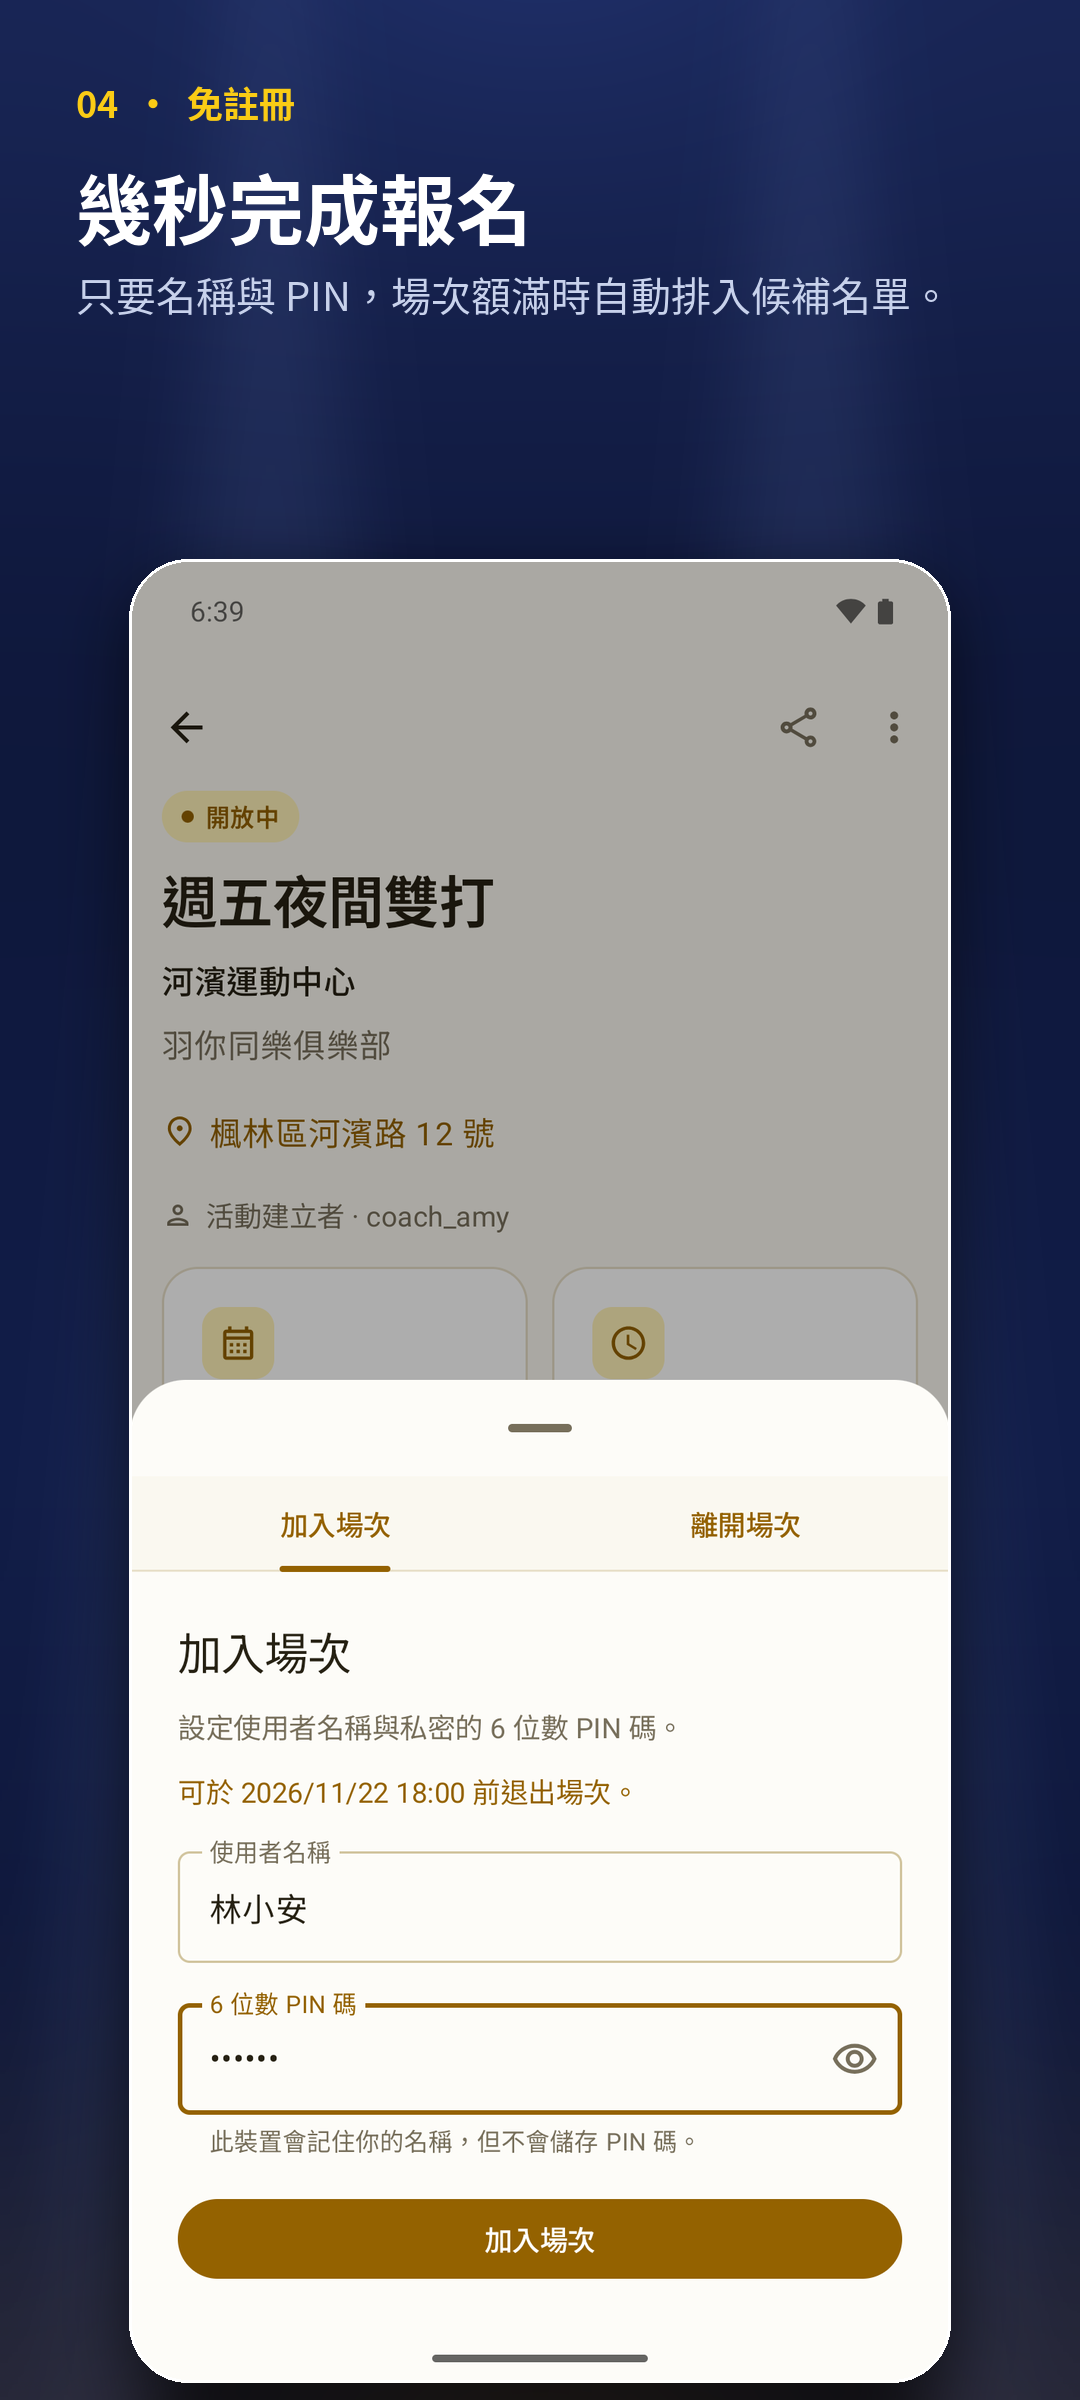 04 • 免註冊
幾秒完成報名
只要名稱與 PIN，場次額滿時自動排入候補名單。
6:39
開放中
週五夜間雙打
河濱運動中心
羽你同樂俱樂部
楓林區河濱路 12 號
活動建立者 · coach_amy
加入場次
離開場次
加入場次
設定使用者名稱與私密的 6 位數 PIN 碼。
可於 2026/11/22 18:00 前退出場次。
使用者名稱
林小安
6 位數 PIN 碼
••••••
此裝置會記住你的名稱，但不會儲存 PIN 碼。
加入場次